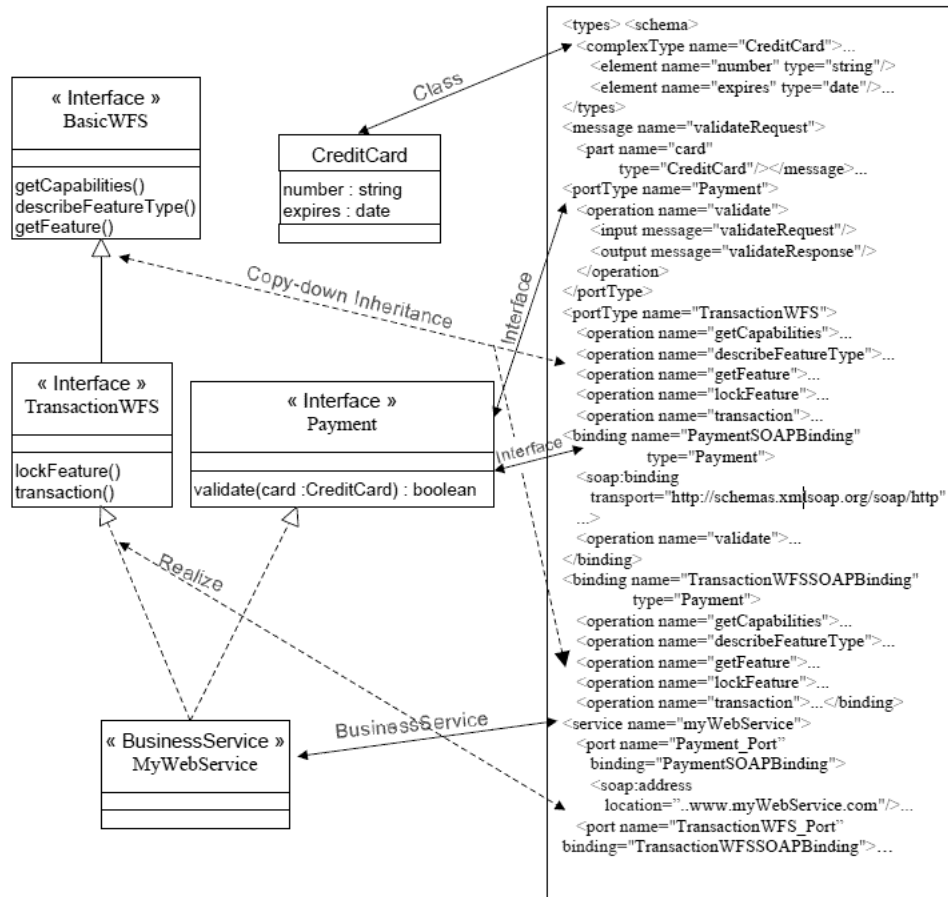 « Interface »
BasicWFS
getCapabilities()
describeFeatureType()
getFeature()
Class
CreditCard
number : string
expires : date
Copy-down Inheritance
Interface
« Interface »
TransactionWFS
lockFeature()
transaction()
« Interface »
Payment
validate(card :CreditCard) : boolean
Interface
Realize
« BusinessService »
MyWebService
BusinessService
<types> <schema>
<complexType name="CreditCard">...
<element name="number" type="string"/>
<element name="expires" type="date"/>...
</types>
<message name="validateRequest">
<part name="card"
type="CreditCard"/></message>...
<portType name="Payment">
<operation name="validate">
<input message="validateRequest"/>
<output message="validateResponse"/>
</operation>
</portType>
<portType name="TransactionWFS">
<operation name="getCapabilities">...
<operation name="describeFeatureType">...
<operation name="getFeature">...
<operation name="lockFeature">...
<operation name="transaction">...
<binding name="PaymentSOAPBinding"
type="Payment">
<soap:binding
transport="http://schemas.xmlsoap.org/soap/http"
...>
<operation name="validate">...
</binding>
<binding name="TransactionWFSSOAPBinding"
type="Payment">
<operation name="getCapabilities">...
<operation name="describeFeatureType">...
<operation name="getFeature">...
<operation name="lockFeature">...
<operation name="transaction">...</binding>
<service name="myWebService">
<port name="Payment_Port”
binding="PaymentSOAPBinding">
<soap:address
location=”..www.myWebService.com"/>...
<port name="TransactionWFS_Port”
binding="TransactionWFSSOAPBinding">…